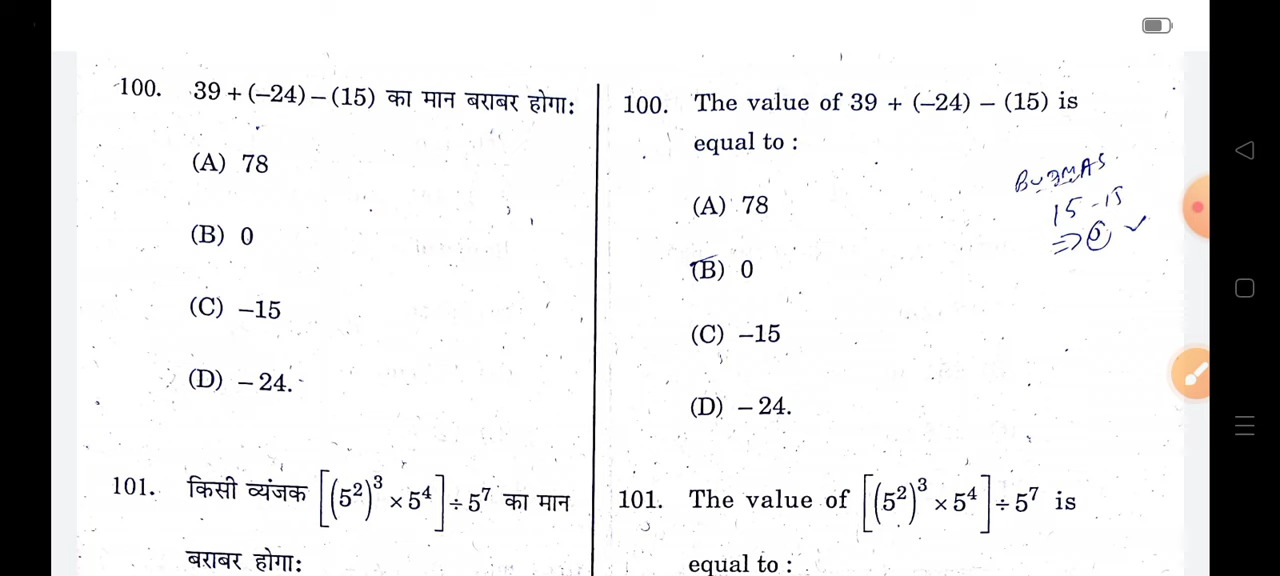 100. 39 + (–24) – (15) का मान बराबर होगा:
(A) 78
(B) 0
(C) –15
(D) – 24.
101. किसी व्यंजक [(5²)³ × 5⁴] ÷ 5⁷ का मान
बराबर होगा:
100. The value of 39 + (–24) – (15) is
equal to :
(A) 78
(B) 0
(C) –15
(D) – 24.
101. The value of [(5²)³ × 5⁴] ÷ 5⁷ is
equal to :
15 - 15
⇒ 0 ✓